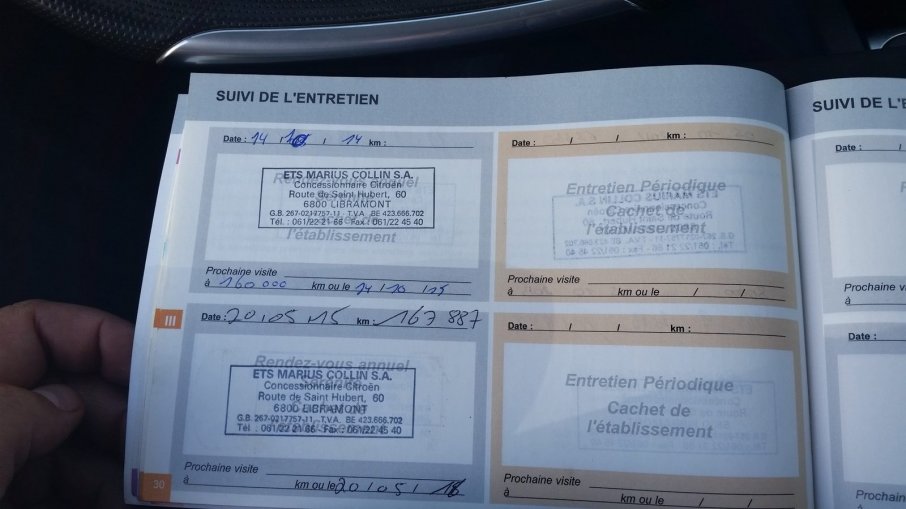 SUIVI DE L'ENTRETIEN
Date : 14 / 10 / 14 km :
Rendez-vous annuel
ETS MARIUS COLLIN S.A.
Concessionnaire Citroën
Route de Saint Hubert, 60
6800 LIBRAMONT
G.B. 267-0217757-11 - T.V.A. BE 423.666.702
Tél. : 061/22 21 66 - Fax : 061/22 45 40
l'établissement
Prochaine visite
à 160 000 km ou le 14 / 10 / 15
Date : / / km :
Entretien Périodique
Cachet de
l'établissement
Prochaine visite
à km ou le / /
III
Date : 20 / 05 / 15 km : 167 887
Rendez-vous annuel
ETS MARIUS COLLIN S.A.
Concessionnaire Citroën
Route de Saint Hubert, 60
6800 LIBRAMONT
G.B. 267-0217757-11 - T.V.A. BE 423.666.702
Tél. : 061/22 21 66 - Fax : 061/22 45 40
Prochaine visite
à km ou le 20 / 05 /
Date : / / km :
Entretien Périodique
Cachet de
l'établissement
Prochaine visite
à km ou le / /
30
SUIVI DE L'E
Date : /
Prochaine v
à
Date :
Prochain
à